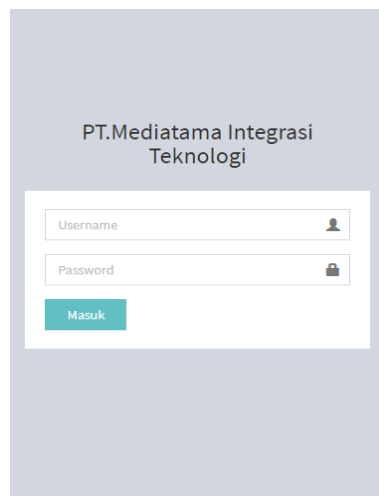 PT.Mediatama Integrasi
Teknologi
Username
Password
Masuk